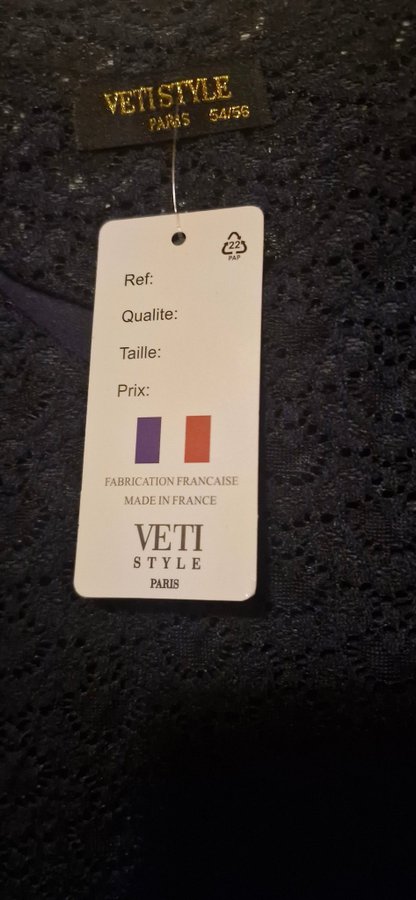 VETI STYLE
PARIS 54/56
22
PAP
Ref:
Qualite:
Taille:
Prix:
FABRICATION FRANCAISE
MADE IN FRANCE
VETI
STYLE
PARIS